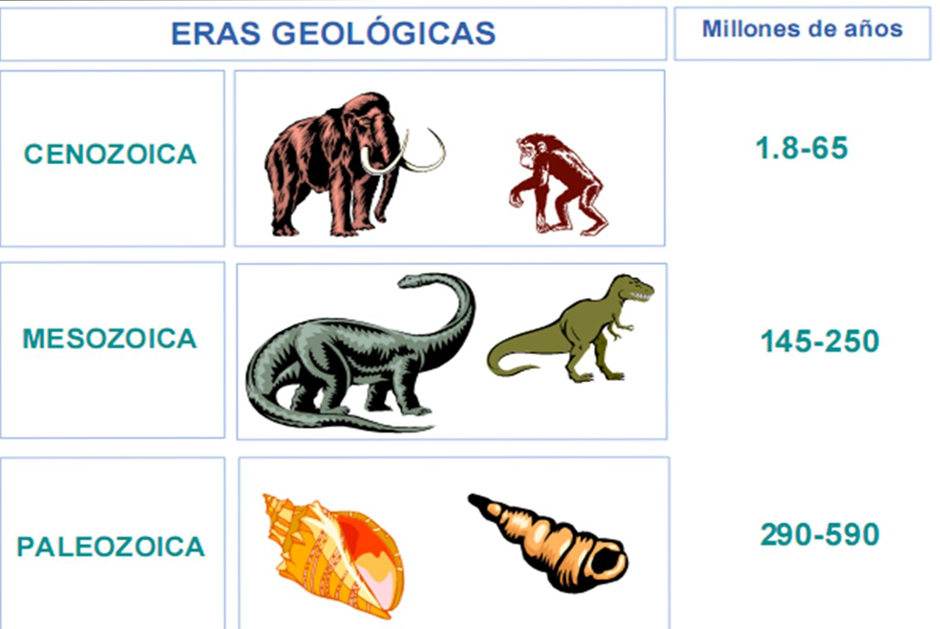 ERAS GEOLÓGICAS
Millones de años
CENOZOICA
1.8-65
MESOZOICA
145-250
PALEOZOICA
290-590